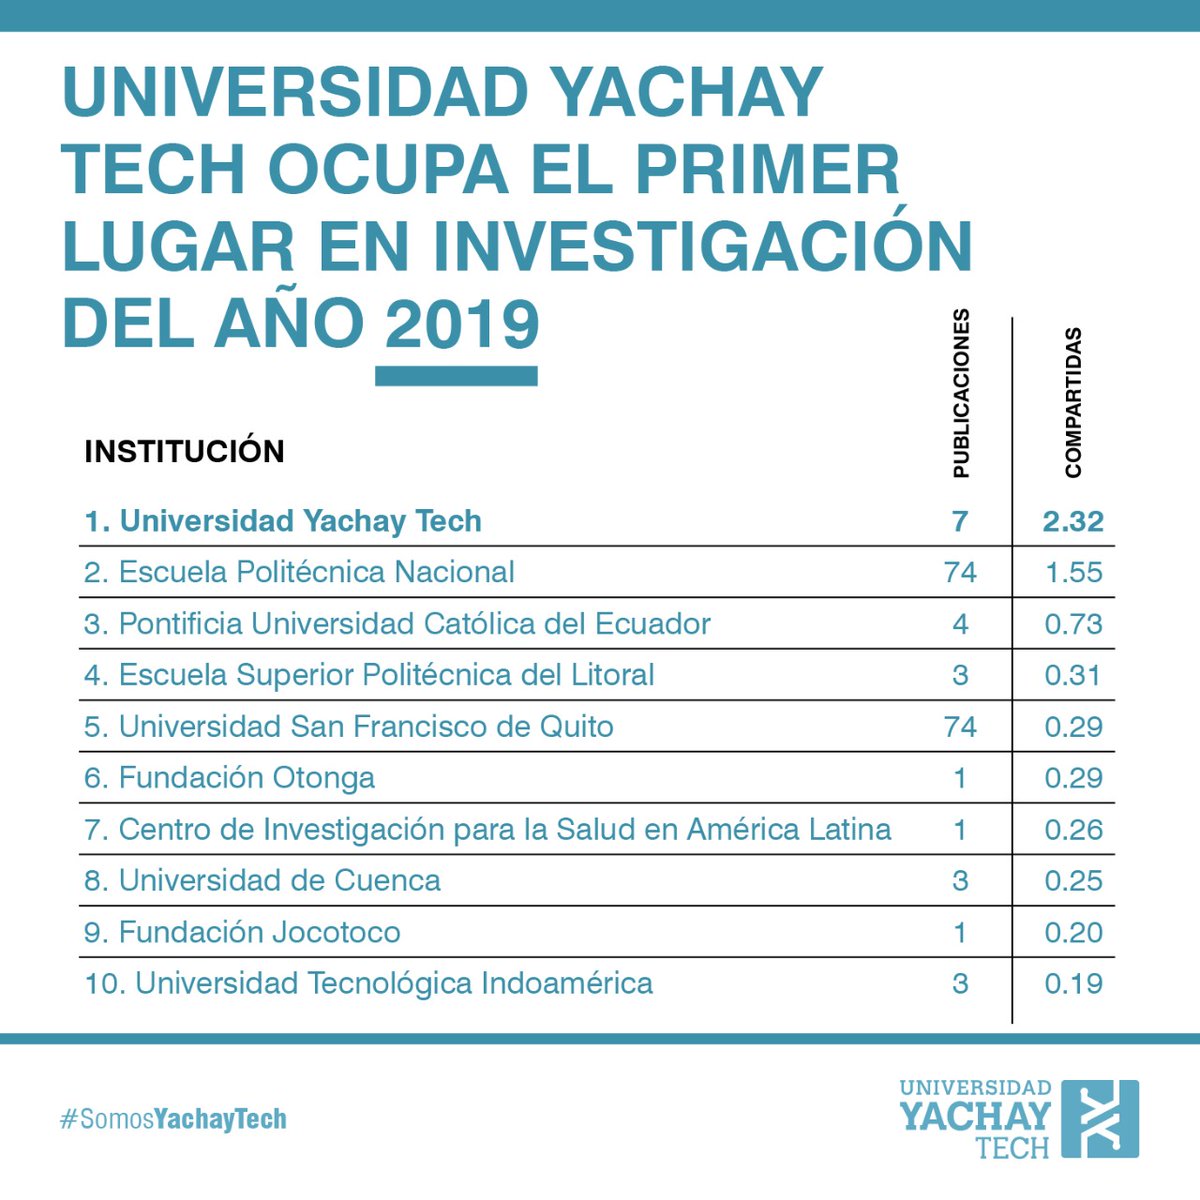 UNIVERSIDAD YACHAY
TECH OCUPA EL PRIMER
LUGAR EN INVESTIGACIÓN
DEL AÑO 2019
INSTITUCIÓN PUBLICACIONES COMPARTIDAS
1. Universidad Yachay Tech 7 2.32
2. Escuela Politécnica Nacional 74 1.55
3. Pontificia Universidad Católica del Ecuador 4 0.73
4. Escuela Superior Politécnica del Litoral 3 0.31
5. Universidad San Francisco de Quito 74 0.29
6. Fundación Otonga 1 0.29
7. Centro de Investigación para la Salud en América Latina 1 0.26
8. Universidad de Cuenca 3 0.25
9. Fundación Jocotoco 1 0.20
10. Universidad Tecnológica Indoamérica 3 0.19
#SomosYachayTech
UNIVERSIDAD
YACHAY
TECH